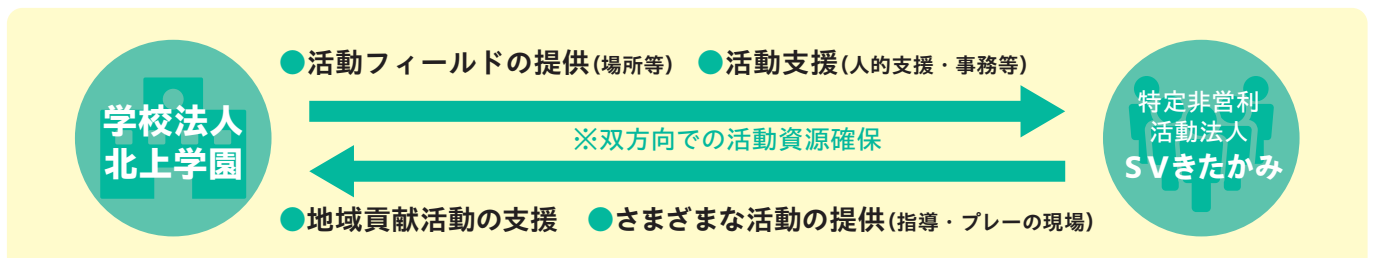 ●活動フィールドの提供(場所等) ●活動支援(人的支援・事務等)
学校法人
北上学園
※双方向での活動資源確保
特定非営利
活動法人
SVきたかみ
●地域貢献活動の支援 ●さまざまな活動の提供(指導・プレーの現場)